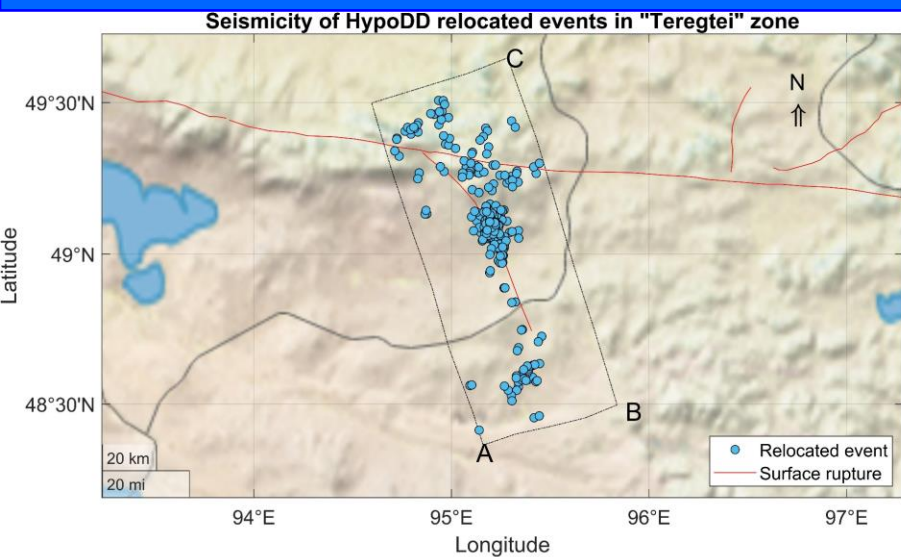 Seismicity of HypoDD relocated events in "Teregtei" zone
C
N
⇑
49°30'N
49°N
48°30'N
Latitude
B
A
20 km
20 mi
Relocated event
Surface rupture
94°E 95°E 96°E 97°E
Longitude